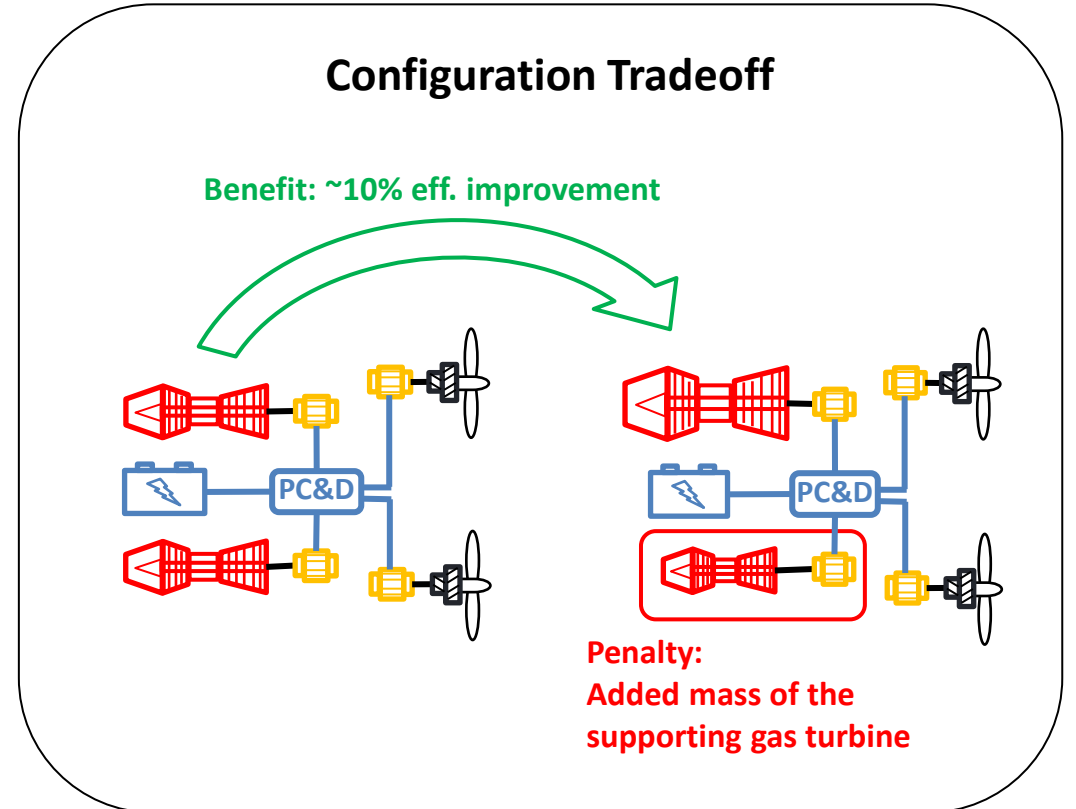 Configuration Tradeoff
Benefit: ~10% eff. improvement
PC&D
PC&D
Penalty:
Added mass of the
supporting gas turbine